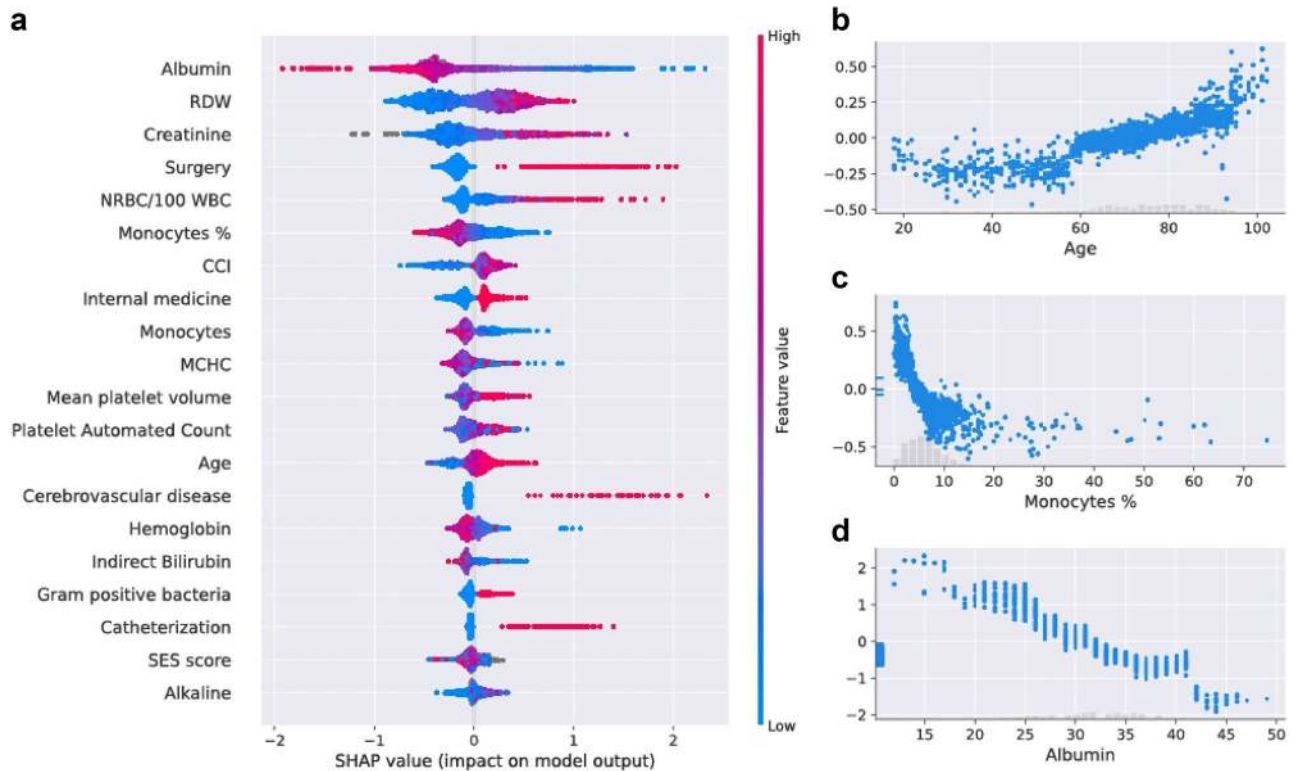 a
Albumin
RDW
Creatinine
Surgery
NRBC/100 WBC
Monocytes %
CCI
Internal medicine
Monocytes
MCHC
Mean platelet volume
Platelet Automated Count
Age
Cerebrovascular disease
Hemoglobin
Indirect Bilirubin
Gram positive bacteria
Catheterization
SES score
Alkaline
−2 −1 0 1 2
SHAP value (impact on model output)
High
Feature value
Low
b
0.50
0.25
0.00
−0.25
−0.50
20 40 60 80 100
Age
c
0.5
0.0
−0.5
0 10 20 30 40 50 60 70
Monocytes %
d
2
1
0
−1
−2
15 20 25 30 35 40 45 50
Albumin